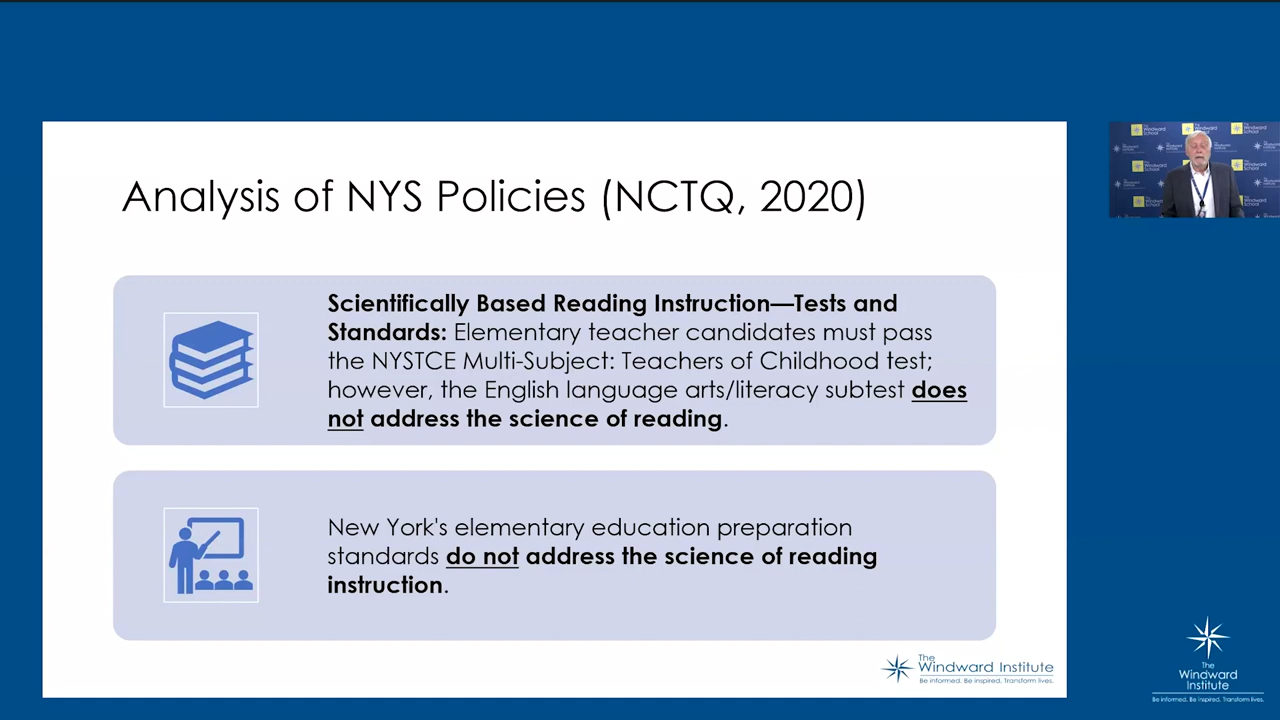 Analysis of NYS Policies (NCTQ, 2020)
Scientifically Based Reading Instruction—Tests and
Standards: Elementary teacher candidates must pass
the NYSTCE Multi-Subject: Teachers of Childhood test;
however, the English language arts/literacy subtest does
not address the science of reading.
New York's elementary education preparation
standards do not address the science of reading
instruction.
The
Windward Institute
Be informed. Be inspired. Transform lives.
The
Windward
Institute
Be informed. Be inspired. Transform lives.